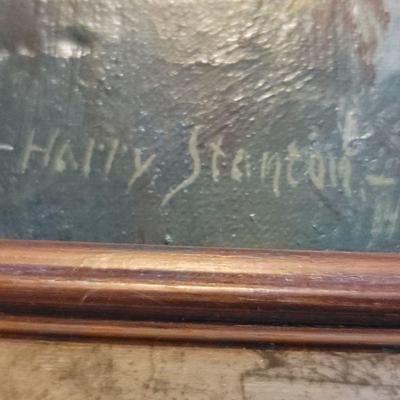 - Harry Stanton. -